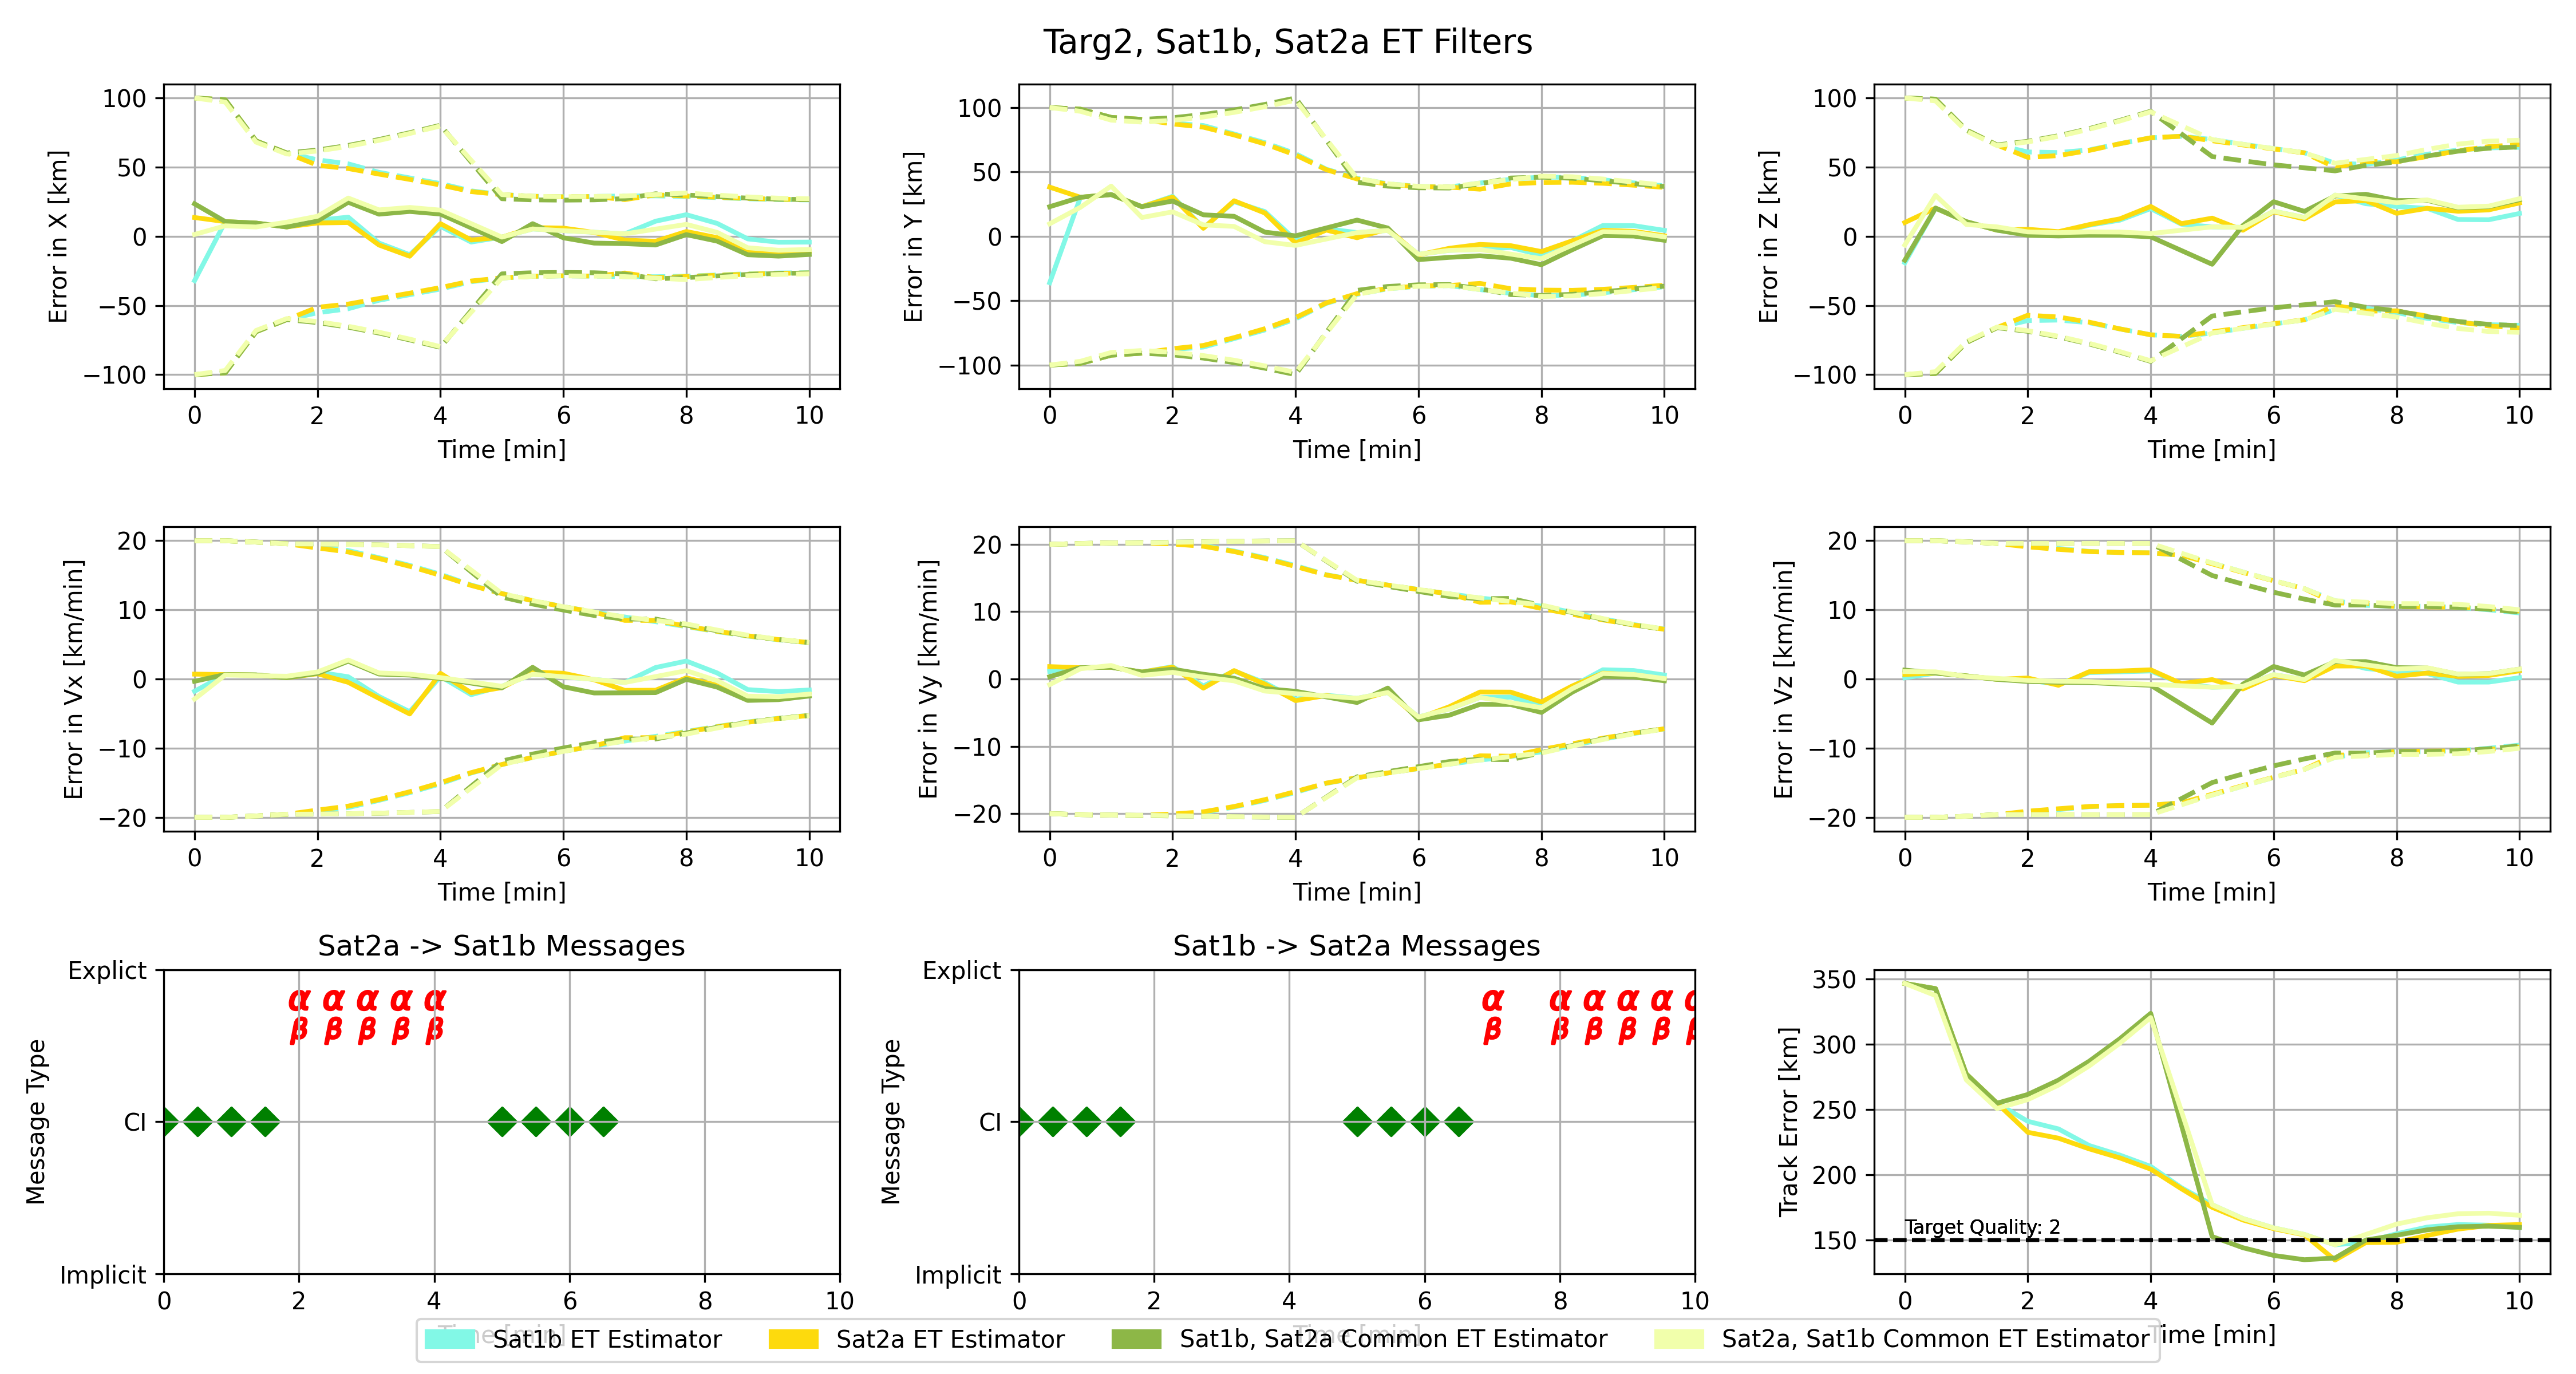 Targ2, Sat1b, Sat2a ET Filters
Error in X [km]
100
50
0
−50
−100
0 2 4 6 8 10
Time [min]
Error in Y [km]
100
50
0
−50
−100
0 2 4 6 8 10
Time [min]
Error in Z [km]
100
50
0
−50
−100
0 2 4 6 8 10
Time [min]
Error in Vx [km/min]
20
10
0
−10
−20
0 2 4 6 8 10
Time [min]
Error in Vy [km/min]
20
10
0
−10
−20
0 2 4 6 8 10
Time [min]
Error in Vz [km/min]
20
10
0
−10
−20
0 2 4 6 8 10
Time [min]
Sat2a -> Sat1b Messages
Message Type
Explict
α α α α α
β β β β β
CI
Implicit
0 2 4 6 8 10
Time [min]
Sat1b -> Sat2a Messages
Message Type
Explict
α α α α α α
β β β β β β
CI
Implicit
0 2 4 6 8 10
Time [min]
Track Error [km]
350
300
250
200
150
Target Quality: 2
0 2 4 6 8 10
Time [min]
Sat1b ET Estimator
Sat2a ET Estimator
Sat1b, Sat2a Common ET Estimator
Sat2a, Sat1b Common ET Estimator